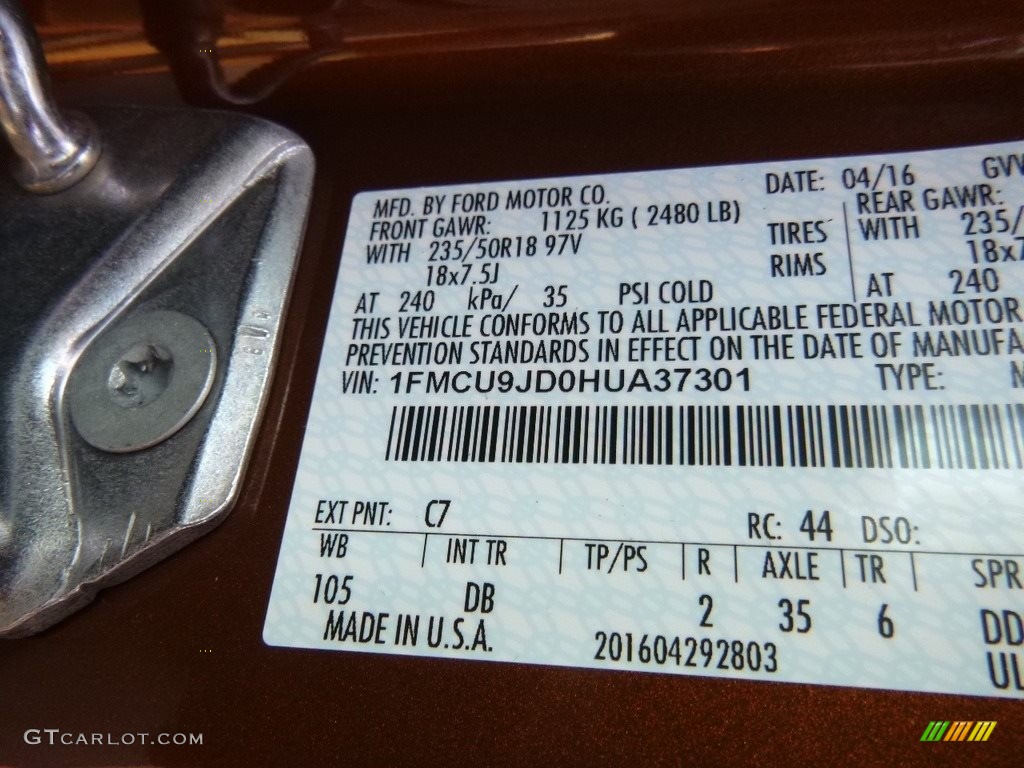 MFD. BY FORD MOTOR CO. DATE: 04/16 GVW
FRONT GAWR: 1125 KG ( 2480 LB) REAR GAWR:
WITH 235/50R18 97V TIRES WITH 235/
18x7.5J RIMS 18x7
AT 240 kPa/ 35 PSI COLD AT 240
THIS VEHICLE CONFORMS TO ALL APPLICABLE FEDERAL MOTOR
PREVENTION STANDARDS IN EFFECT ON THE DATE OF MANUFA
VIN: 1FMCU9JD0HUA37301 TYPE: M
EXT PNT: C7 RC: 44 DSO:
WB INT TR TP/PS R AXLE TR SPR
105 DB 2 35 6 DD
MADE IN U.S.A. 201604292803 UL
GTCARLOT.COM